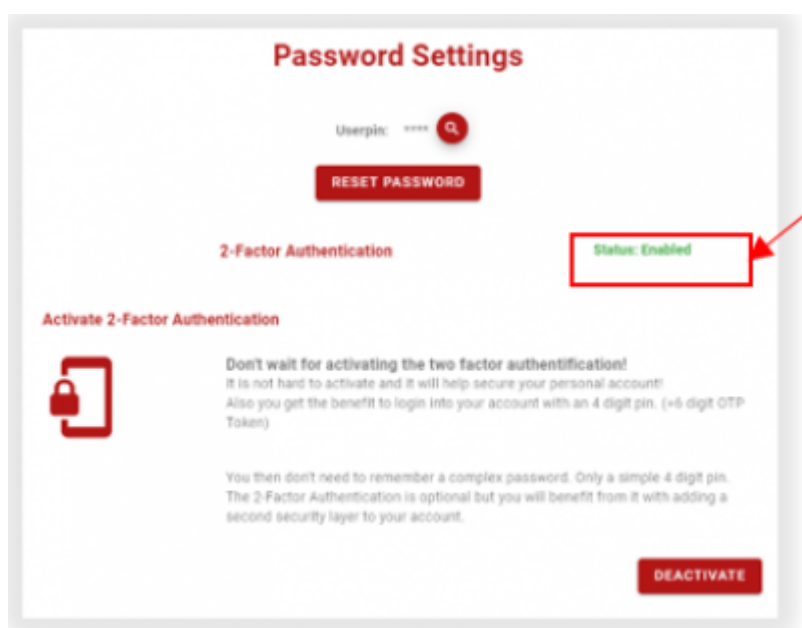 Password Settings
Userpin: ****
RESET PASSWORD
2-Factor Authentication
Status: Enabled
Activate 2-Factor Authentication
Don't wait for activating the two factor authentification!
It is not hard to activate and it will help secure your personal account!
Also you get the benefit to login into your account with an 4 digit pin. (+6 digit OTP
Token)
You then don't need to remember a complex password. Only a simple 4 digit pin.
The 2-Factor Authentication is optional but you will benefit from it with adding a
second security layer to your account.
DEACTIVATE